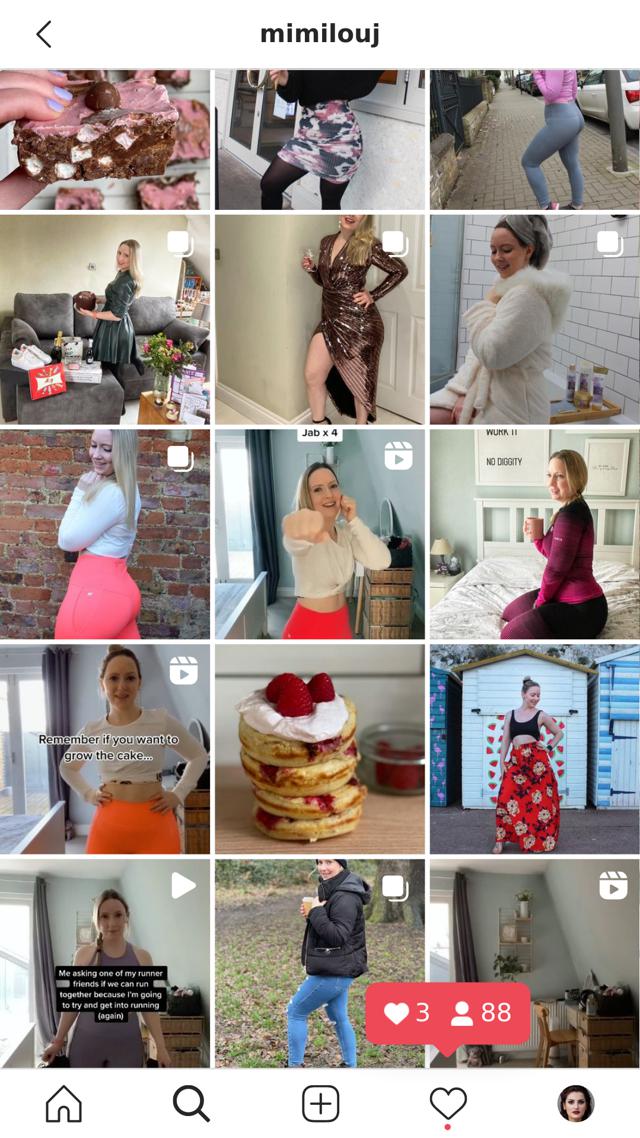 mimilouj
Jab x 4
WORK IT
NO DIGGITY
Remember if you want to
grow the cake...
Me asking one of my runner
friends if we can run
together because I'm going
to try and get into running
(again)
3 88